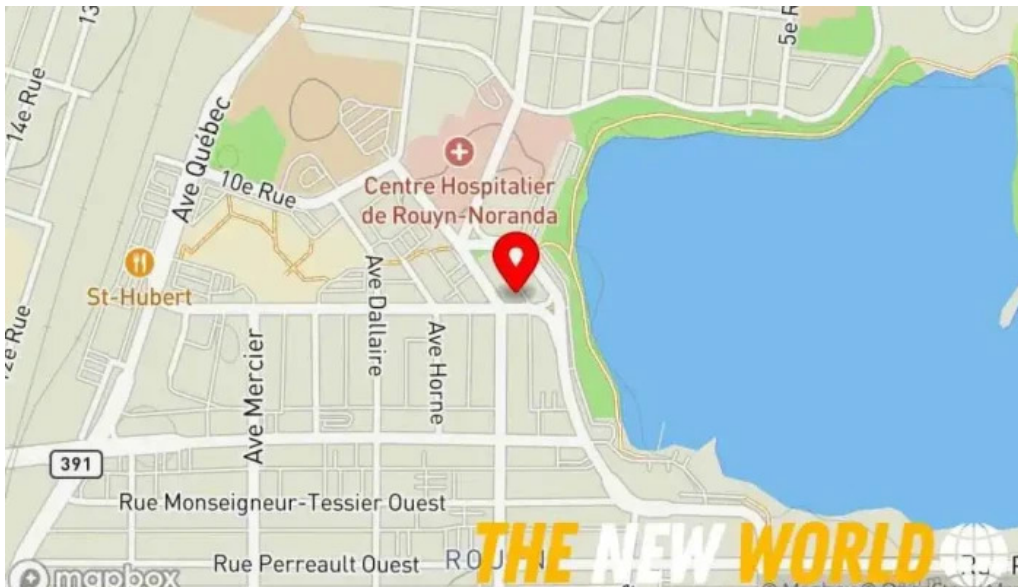 14e Rue
Ave Québec
10e Rue
Centre Hospitalier
de Rouyn-Noranda
St-Hubert
Ave Dallaire
Ave Horne
Ave Mercier
391
Rue Monseigneur-Tessier Ouest
Rue Perreault Ouest
THE NEW WORLD
mapbox